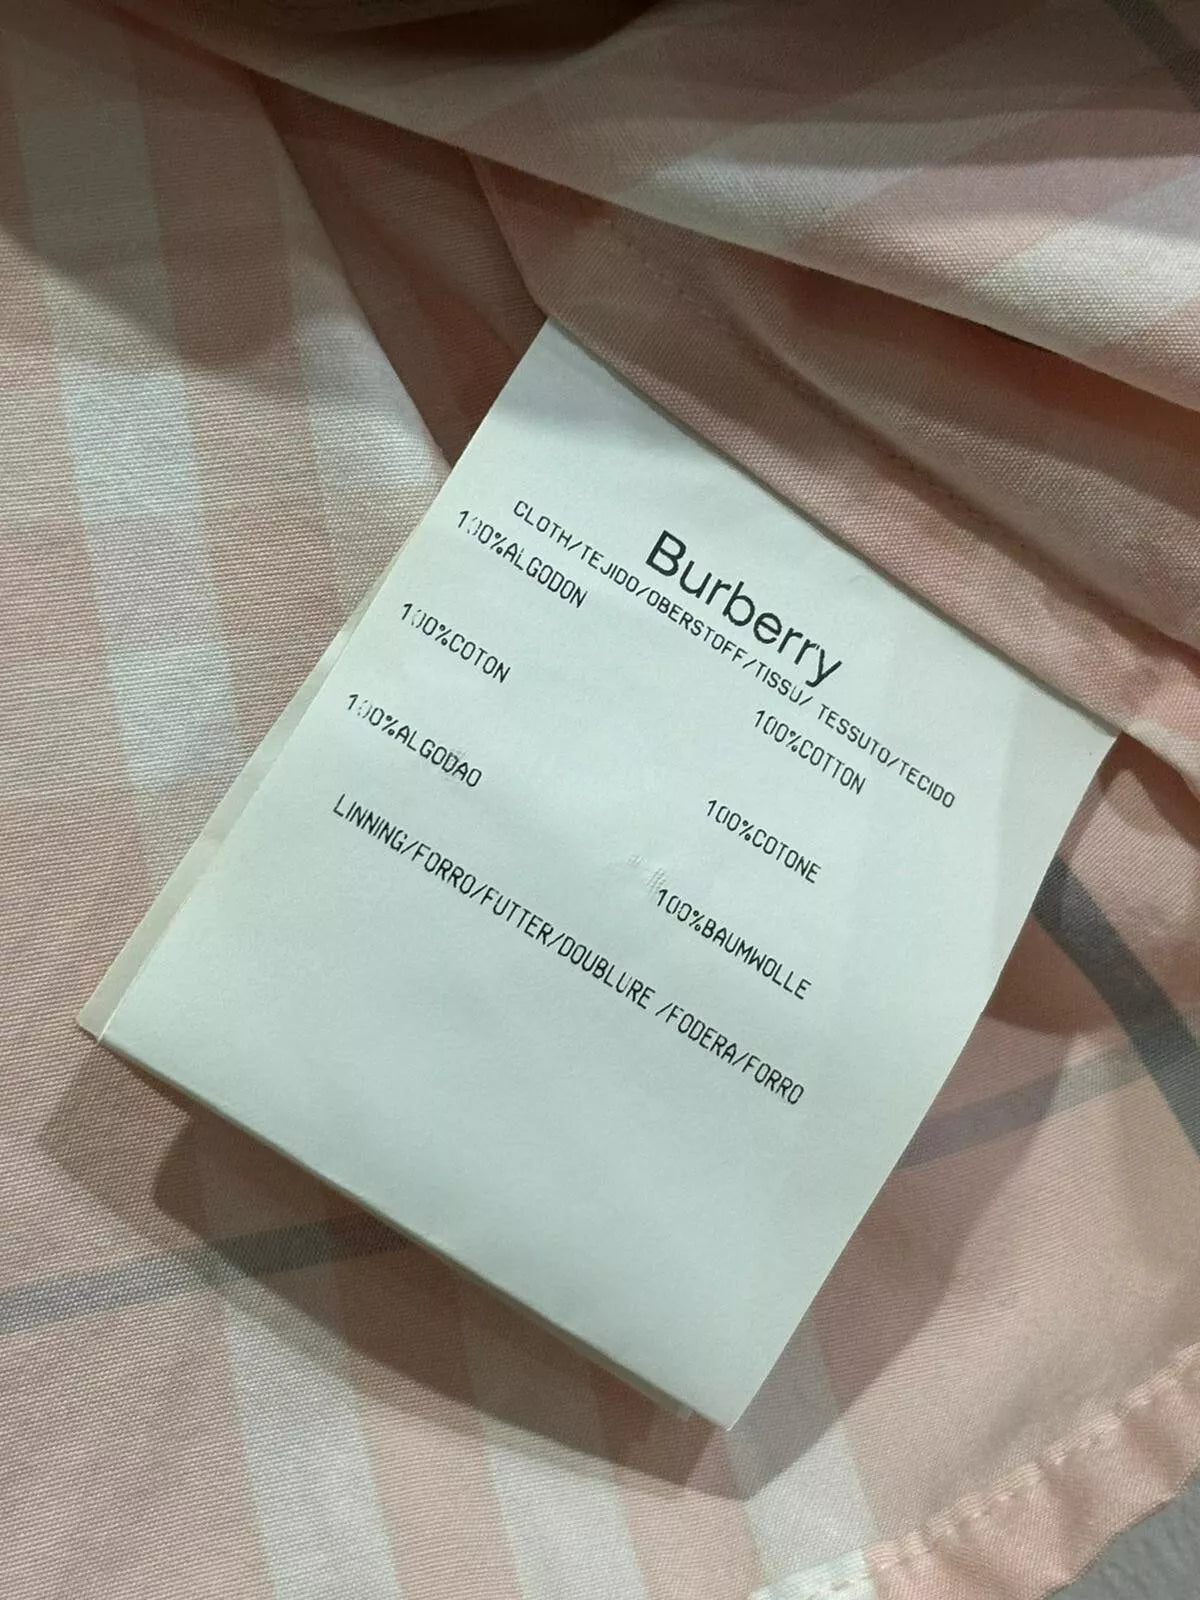 Burberry
CLOTH/TEJIDO/OBERSTOFF/TISSU/ TESSUTO/TECIDO
100%ALGODON 100%COTTON
100%COTON 100%COTONE
100%ALGODAO 100%BAUMWOLLE
LINNING/FORRO/FUTTER/DOUBLURE /FODERA/FORRO